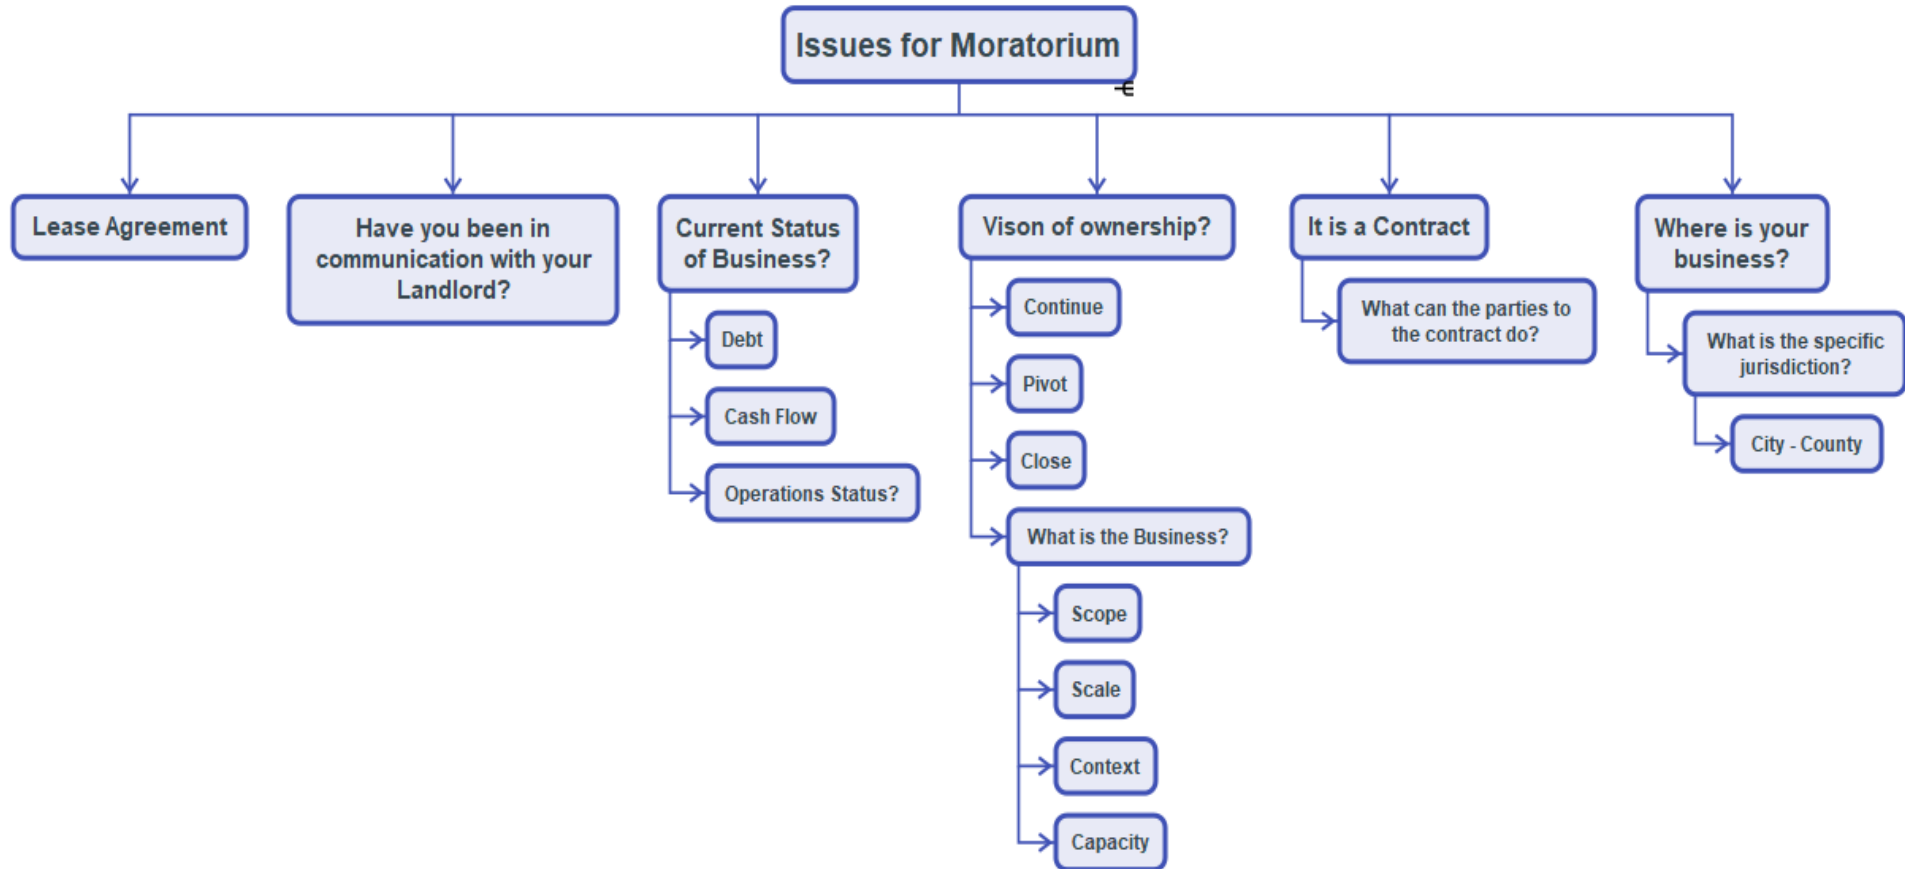 Issues for Moratorium
Lease Agreement
Have you been in
communication with your
Landlord?
Current Status
of Business?
Debt
Cash Flow
Operations Status?
Vison of ownership?
Continue
Pivot
Close
What is the Business?
Scope
Scale
Context
Capacity
It is a Contract
What can the parties to
the contract do?
Where is your
business?
What is the specific
jurisdiction?
City - County